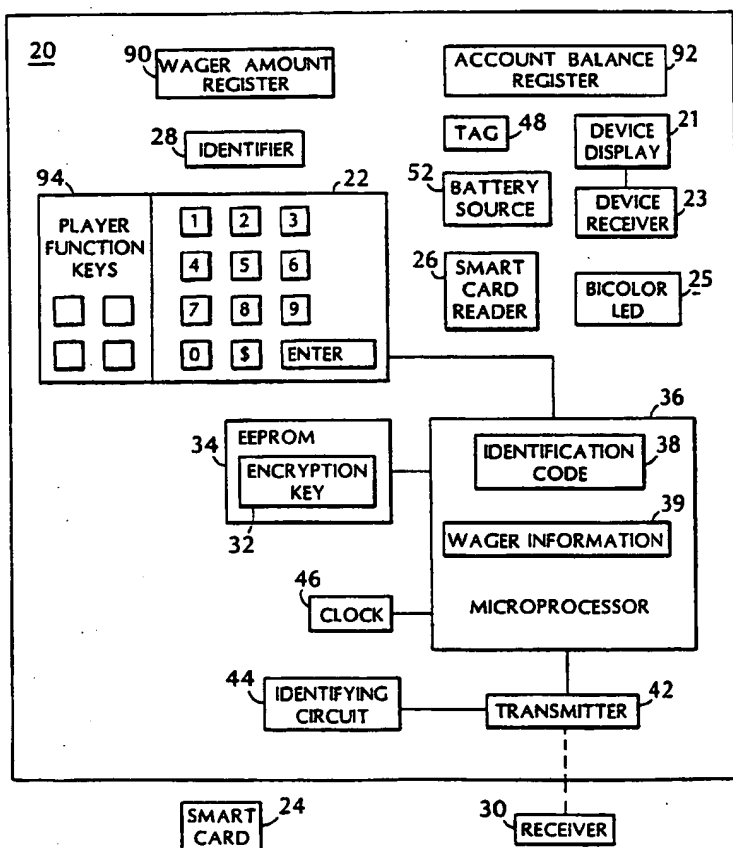 20
90
WAGER AMOUNT
REGISTER
ACCOUNT BALANCE
REGISTER
92
28
IDENTIFIER
TAG
48
DEVICE
DISPLAY
21
94
22
52
BATTERY
SOURCE
DEVICE
RECEIVER
23
PLAYER
FUNCTION
KEYS
1 2 3
4 5 6
7 8 9
0 $ ENTER
26
SMART
CARD
READER
BICOLOR
LED
25
36
34
EEPROM
ENCRYPTION
KEY
32
IDENTIFICATION
CODE
38
39
WAGER INFORMATION
MICROPROCESSOR
46
CLOCK
44
IDENTIFYING
CIRCUIT
TRANSMITTER
42
SMART
CARD
24
30
RECEIVER